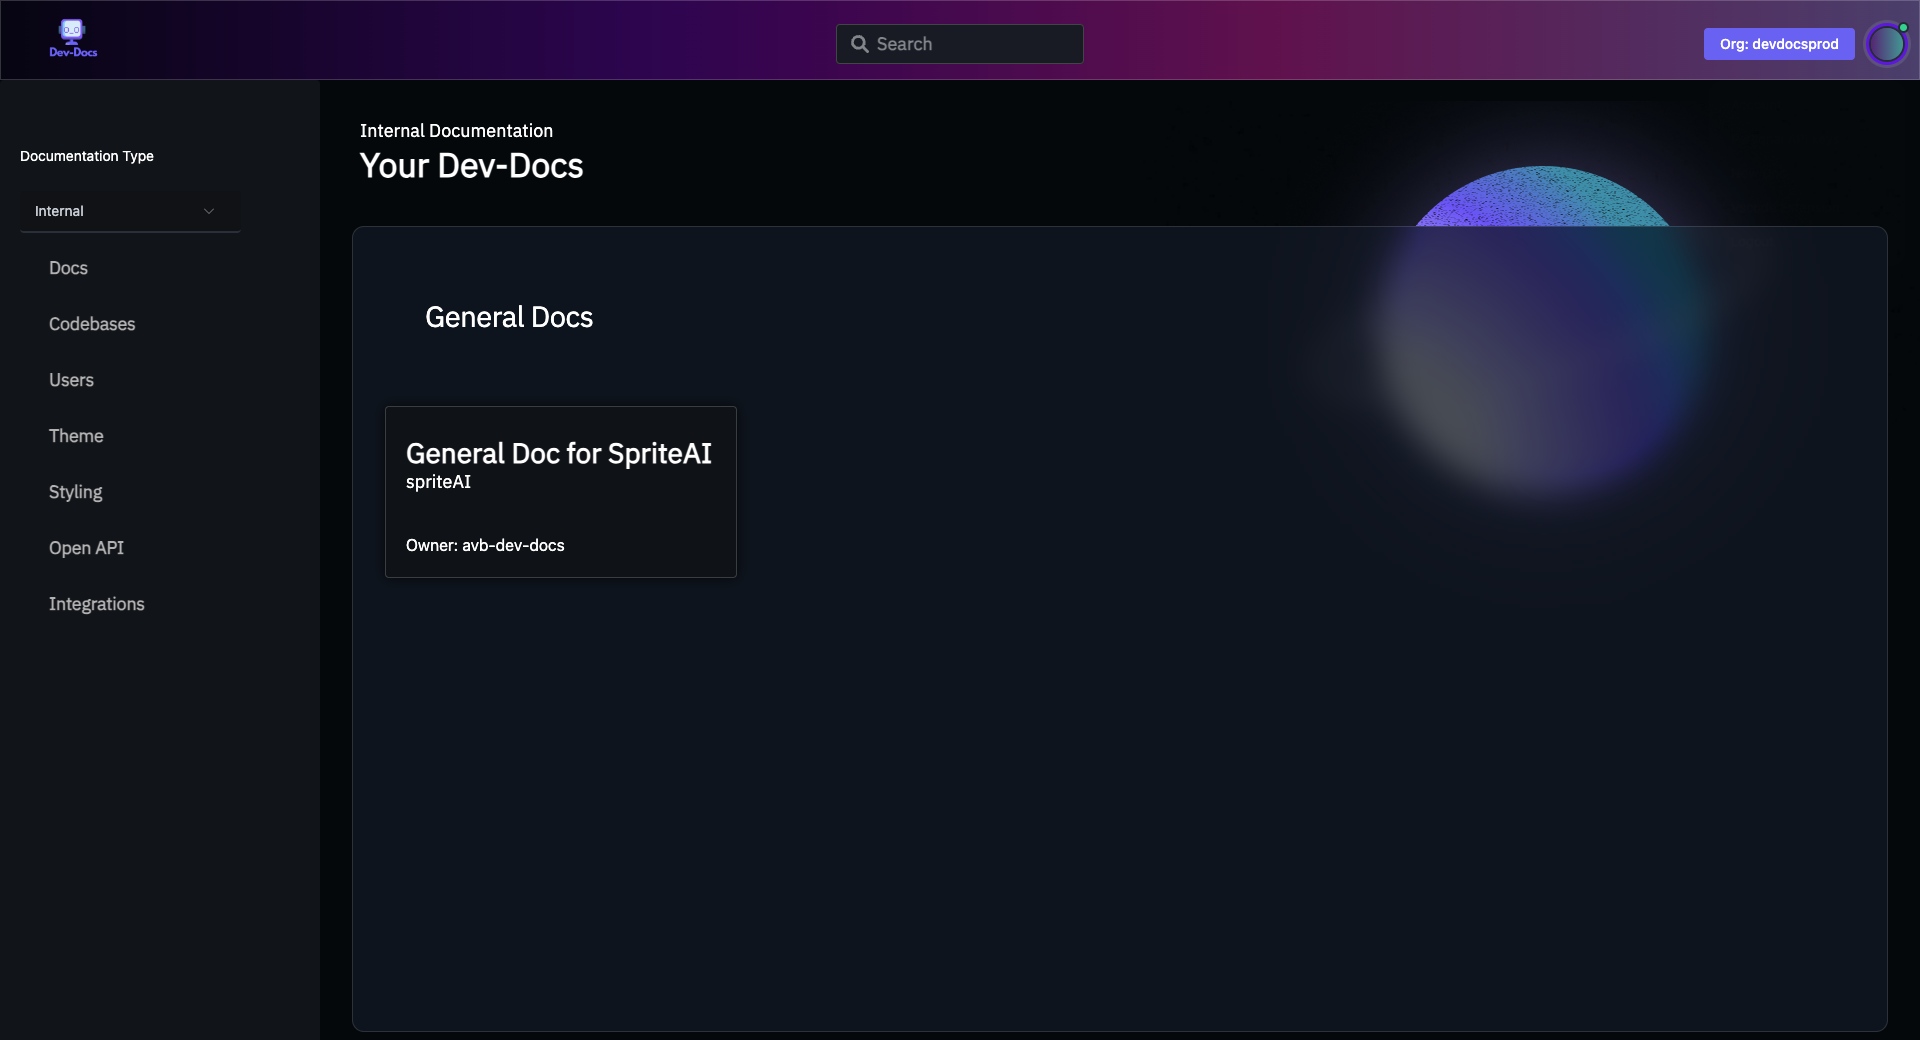 Dev-Docs
Search
Org: devdocsprod
Documentation Type
Internal
Docs
Codebases
Users
Theme
Styling
Open API
Integrations
Internal Documentation
Your Dev-Docs
General Docs
General Doc for SpriteAI
spriteAI
Owner: avb-dev-docs